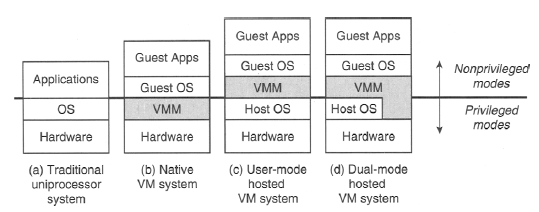 Applications
OS
Hardware
(a) Traditional
uniprocessor
system
Guest Apps
Guest OS
VMM
Hardware
(b) Native
VM system
Guest Apps
Guest OS
VMM
Host OS
Hardware
(c) User-mode
hosted
VM system
Guest Apps
Guest OS
VMM
Host OS
Hardware
(d) Dual-mode
hosted
VM system
Nonprivileged
modes
Privileged
modes